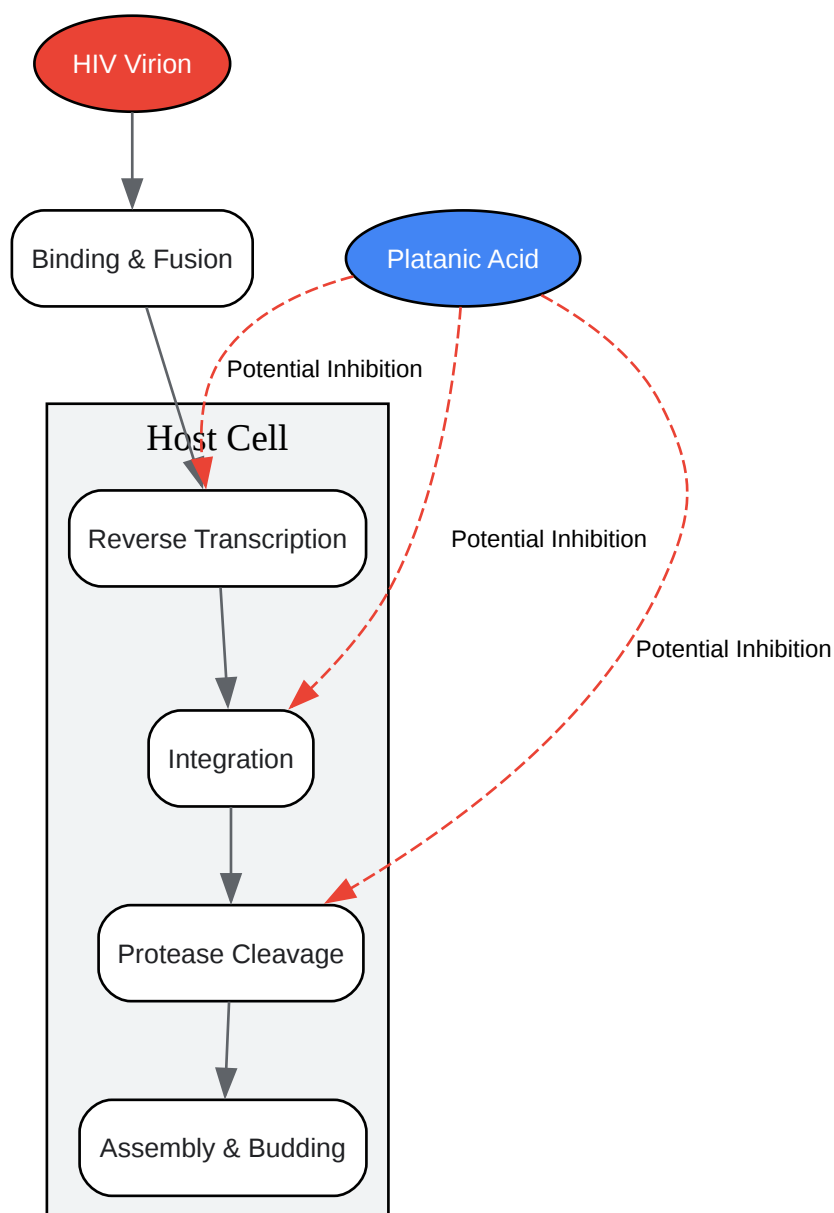 HIV Virion
Binding & Fusion
Platanic Acid
Potential Inhibition
Host Cell
Reverse Transcription
Potential Inhibition
Potential Inhibition
Integration
Protease Cleavage
Assembly & Budding